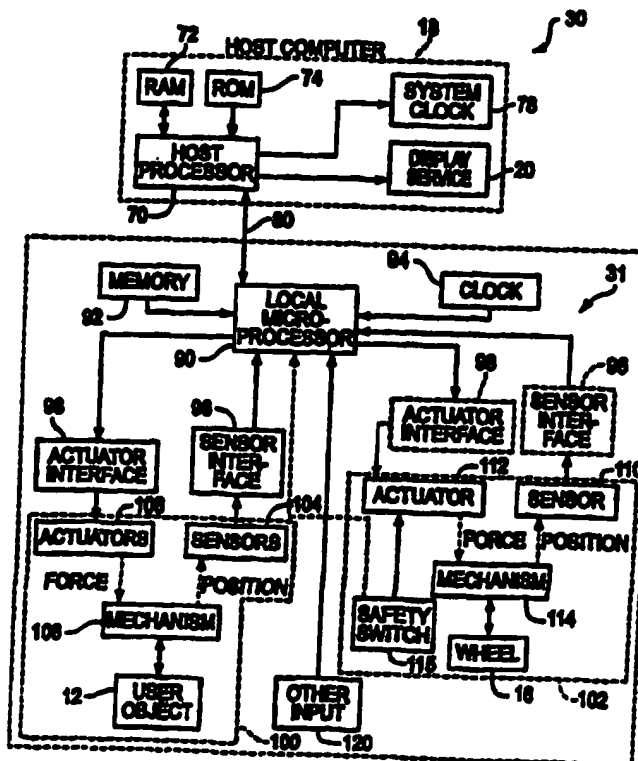 30
HOST COMPUTER
18
72
RAM
ROM
74
SYSTEM
CLOCK
78
HOST
PROCESSOR
DISPLAY
SERVICE
70
20
80
MEMORY
92
LOCAL
MICRO-
PROCESSOR
90
94
CLOCK
31
98
ACTUATOR
INTERFACE
96
SENSOR
INTER-
FACE
98
ACTUATOR
INTERFACE
96
SENSOR
INTER-
FACE
106
ACTUATORS
104
SENSORS
112
ACTUATOR
110
SENSOR
FORCE
POSITION
FORCE
POSITION
MECHANISM
108
MECHANISM
114
SAFETY
SWITCH
115
WHEEL
16
12
USER
OBJECT
OTHER
INPUT
100
120
102